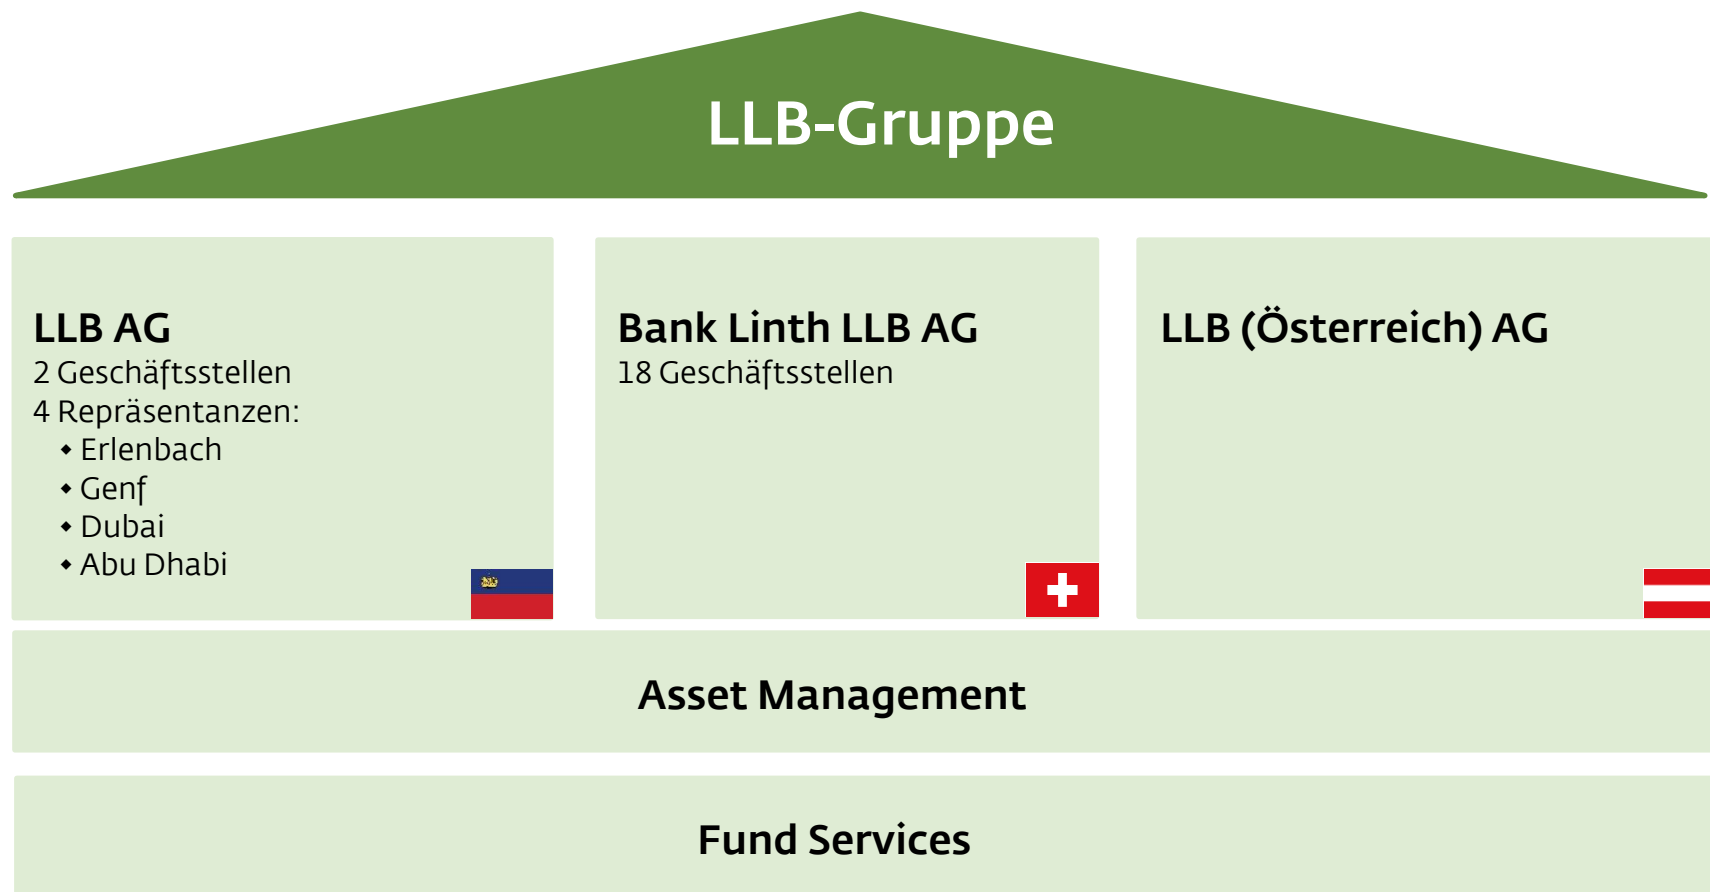 LLB-Gruppe
LLB AG
2 Geschäftsstellen
4 Repräsentanzen:
◆ Erlenbach
◆ Genf
◆ Dubai
◆ Abu Dhabi
Bank Linth LLB AG
18 Geschäftsstellen
LLB (Österreich) AG
Asset Management
Fund Services